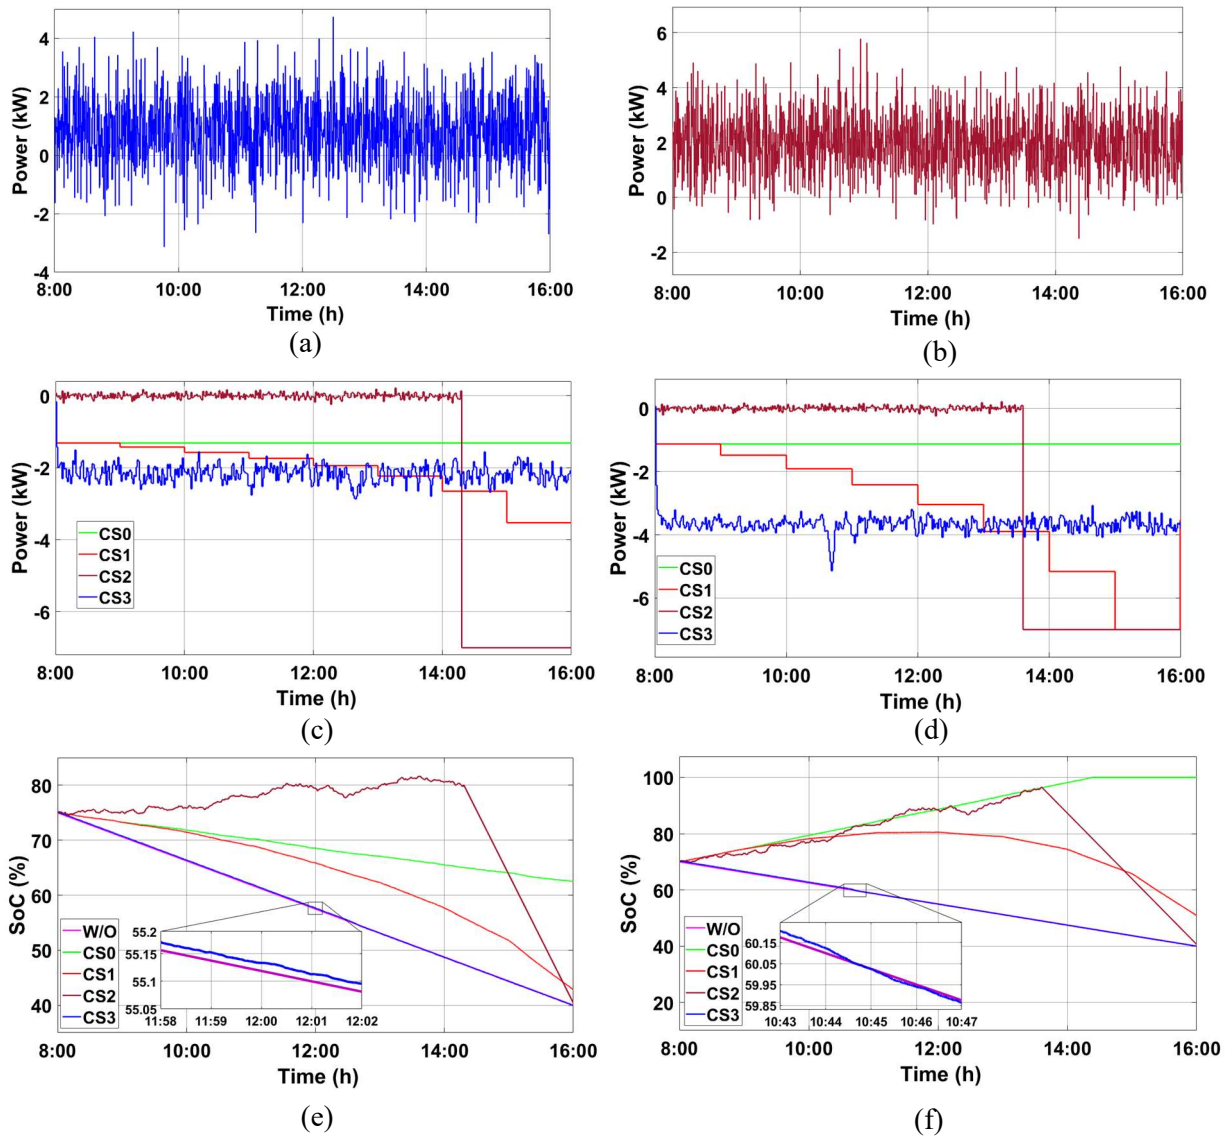 4
2
0
-2
-4
Power (kW)
8:00 10:00 12:00 14:00 16:00
Time (h)
(a)
6
4
2
0
-2
Power (kW)
8:00 10:00 12:00 14:00 16:00
Time (h)
(b)
0
-2
-4
-6
Power (kW)
CS0
CS1
CS2
CS3
8:00 10:00 12:00 14:00 16:00
Time (h)
(c)
0
-2
-4
-6
Power (kW)
CS0
CS1
CS2
CS3
8:00 10:00 12:00 14:00 16:00
Time (h)
(d)
80
70
60
50
40
SoC (%)
W/O
CS0
CS1
CS2
CS3
55.2
55.15
55.1
55.05
11:58 11:59 12:00 12:01 12:02
8:00 10:00 12:00 14:00 16:00
Time (h)
(e)
100
80
60
40
20
SoC (%)
W/O
CS0
CS1
CS2
CS3
60.15
60.05
59.95
59.85
10:43 10:44 10:45 10:46 10:47
8:00 10:00 12:00 14:00 16:00
Time (h)
(f)